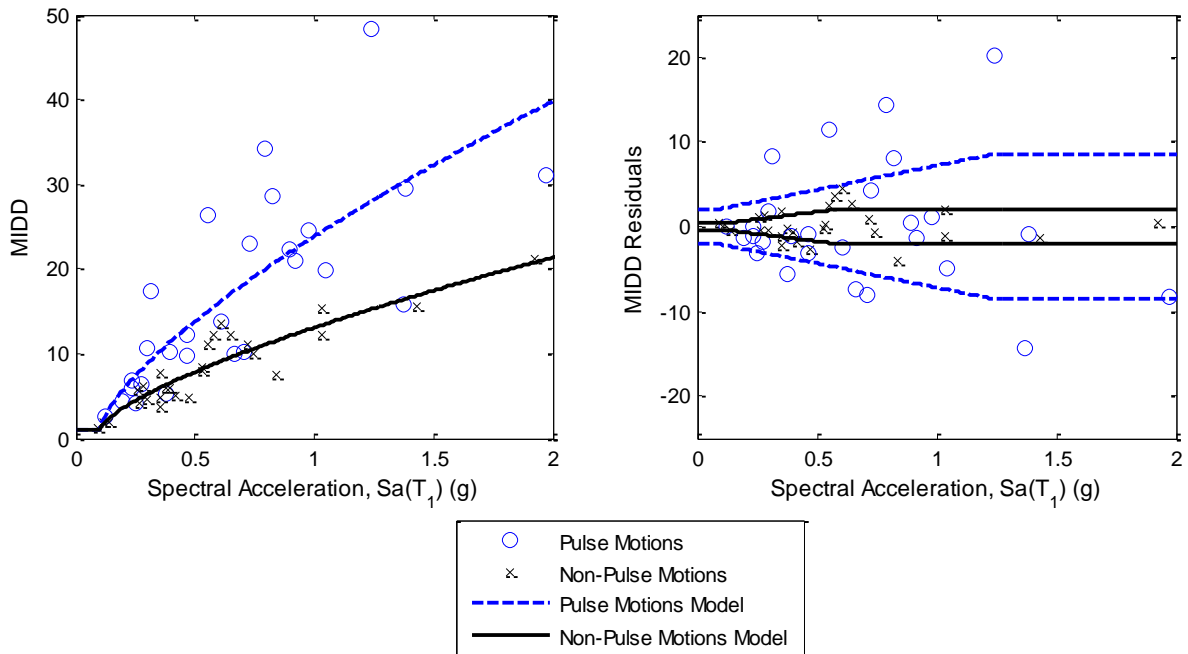 50
40
30
20
10
0
MIDD
0 0.5 1 1.5 2
Spectral Acceleration, Sa(T1) (g)
20
10
0
-10
-20
MIDD Residuals
0 0.5 1 1.5 2
Spectral Acceleration, Sa(T1) (g)
Pulse Motions
Non-Pulse Motions
Pulse Motions Model
Non-Pulse Motions Model